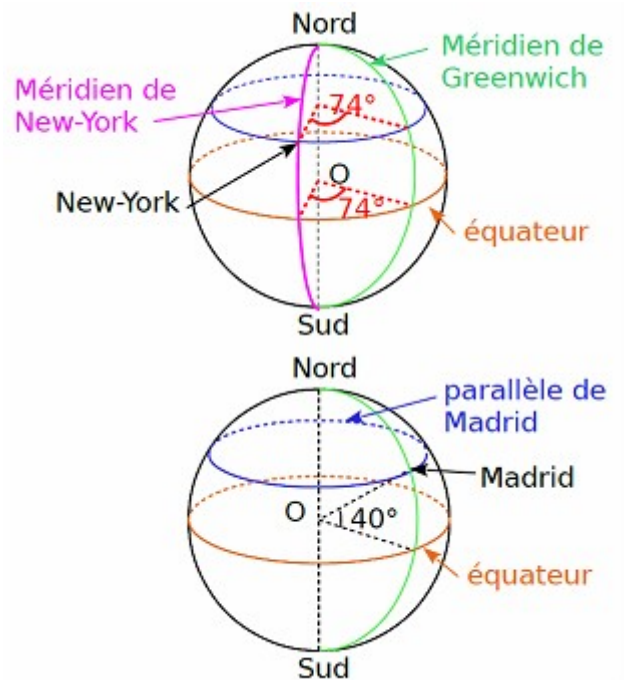 Nord
Méridien de
Greenwich
Méridien de
New-York
74°
O
New-York
74°
équateur
Sud
Nord
parallèle de
Madrid
Madrid
O
40°
équateur
Sud